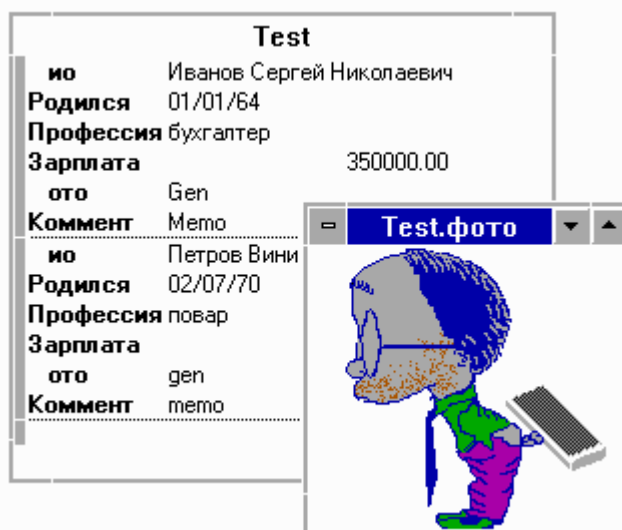 Test
ио Иванов Сергей Николаевич
Родился 01/01/64
Профессия бухгалтер
Зарплата 350000.00
ото Gen
Коммент Memo
Test.фото
ио Петров Вини
Родился 02/07/70
Профессия повар
Зарплата
ото gen
Коммент memo